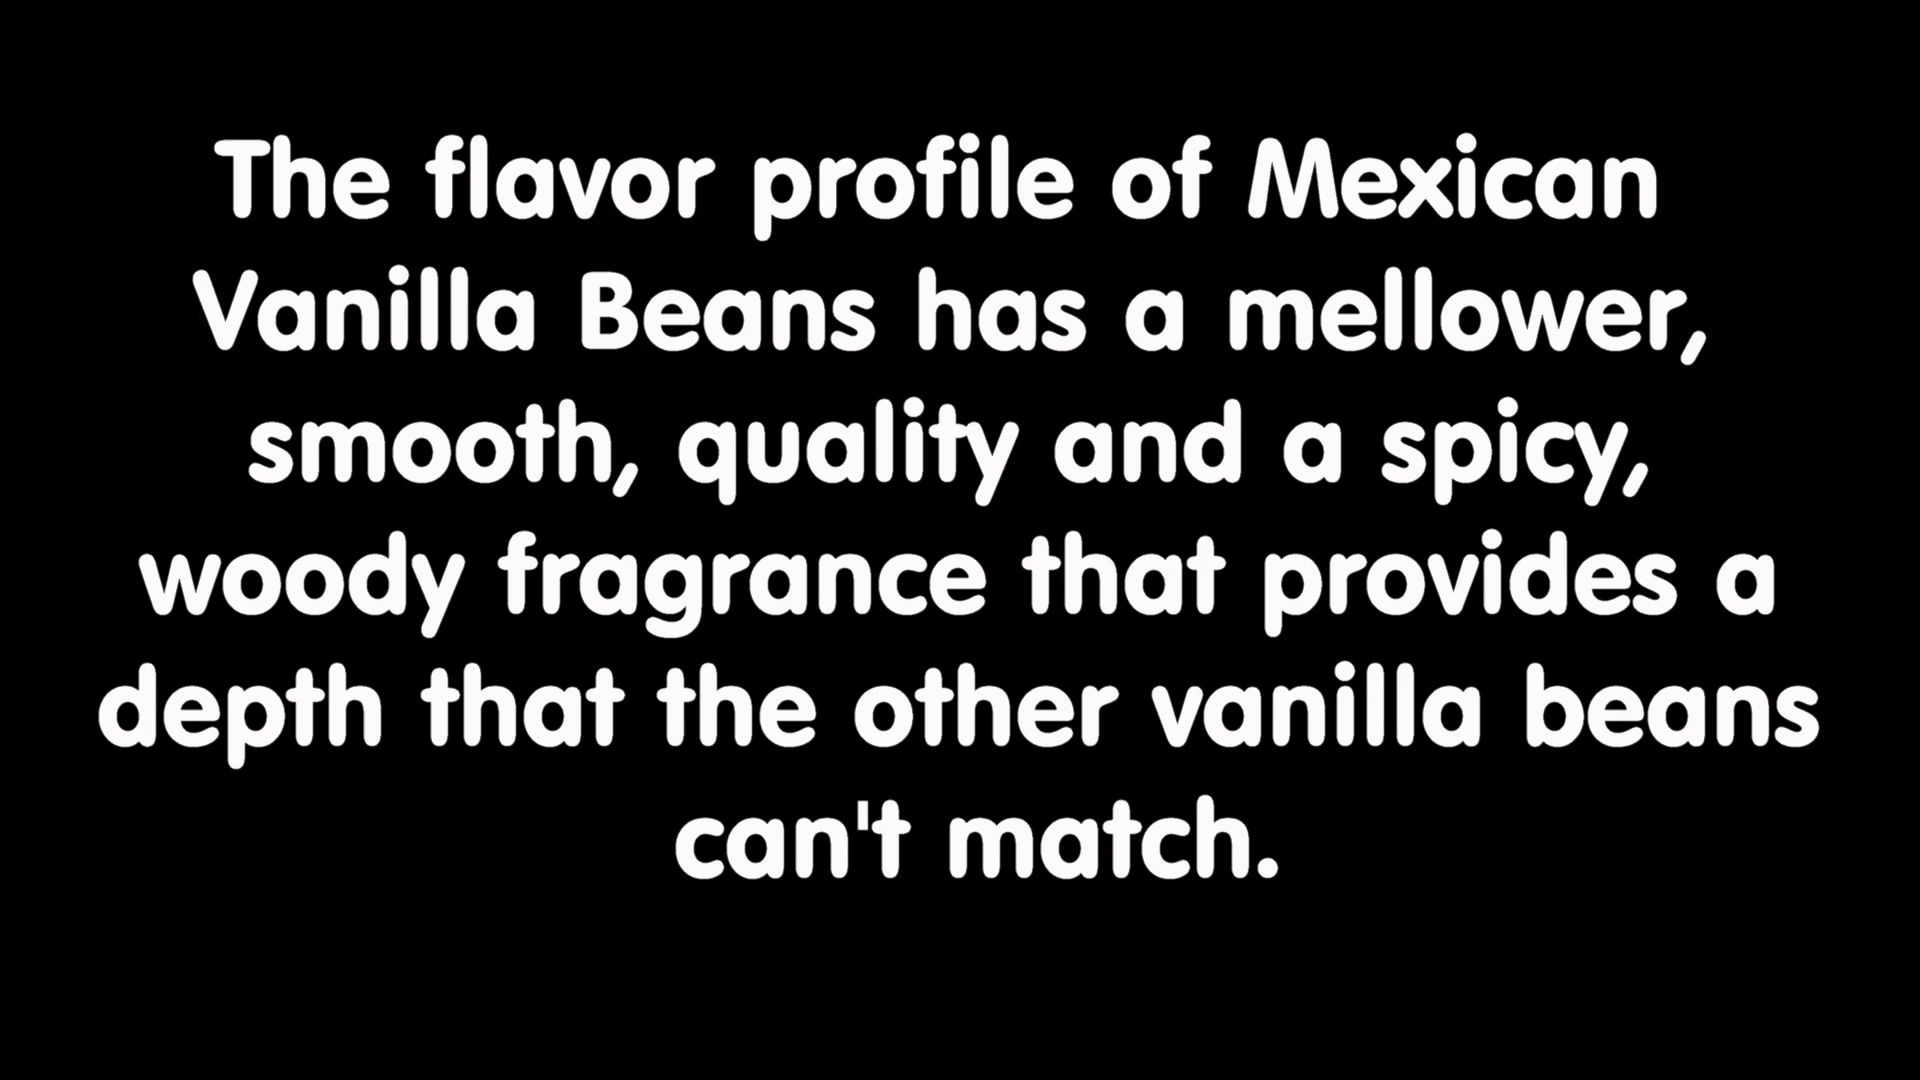 The flavor profile of Mexican
Vanilla Beans has a mellower,
smooth, quality and a spicy,
woody fragrance that provides a
depth that the other vanilla beans
can't match.